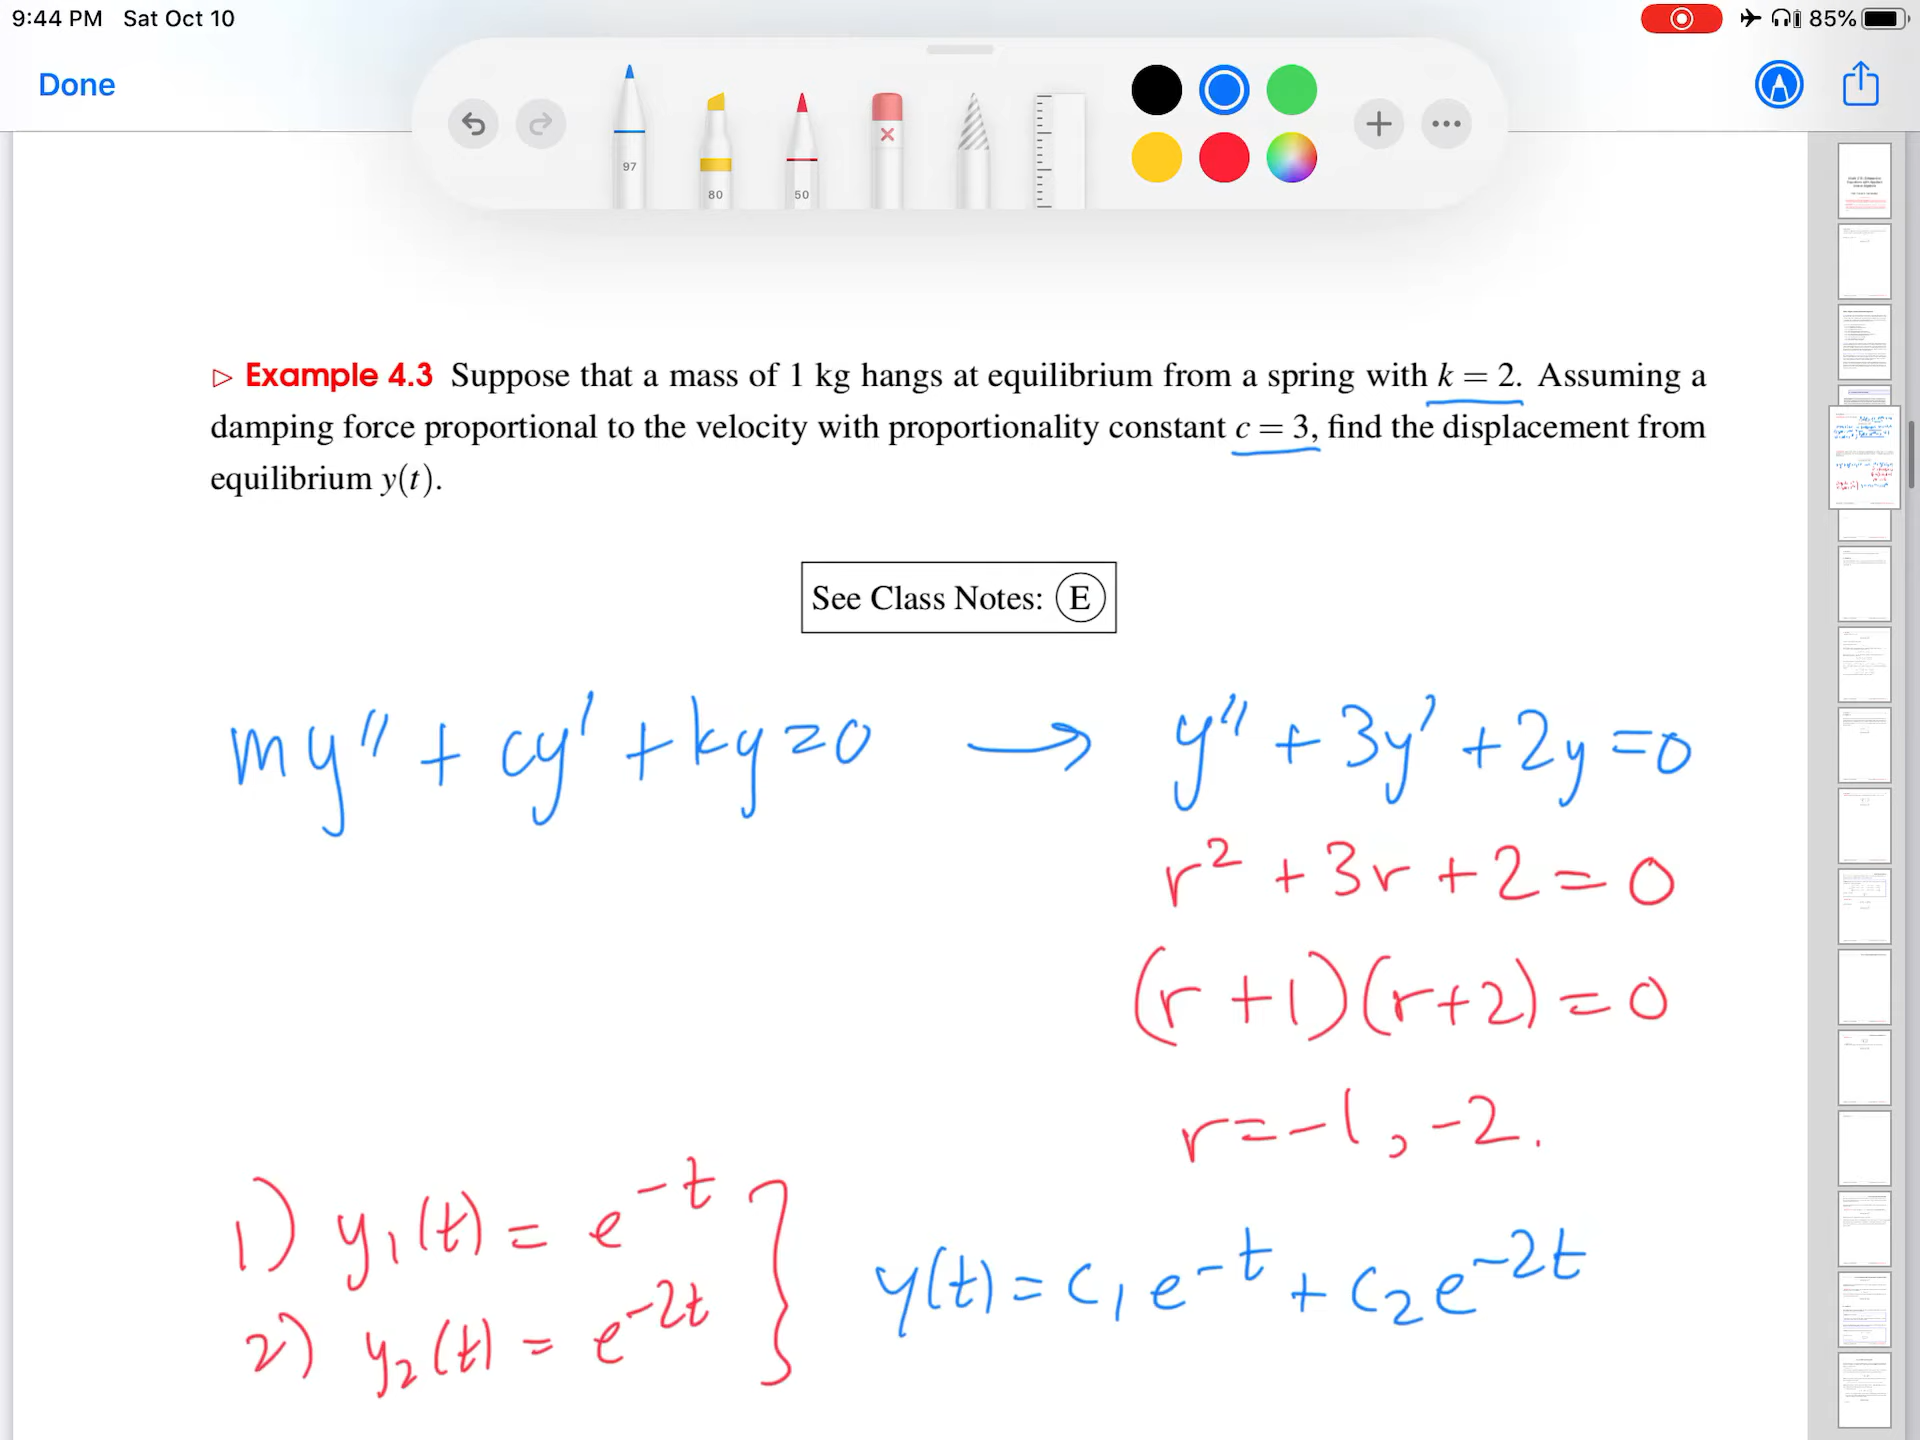 9:44 PM Sat Oct 10
85%
Done
97
80
50
▷ Example 4.3 Suppose that a mass of 1 kg hangs at equilibrium from a spring with k = 2. Assuming a
damping force proportional to the velocity with proportionality constant c = 3, find the displacement from
equilibrium y(t).
See Class Notes: Ⓔ
my'' + cy' + ky = 0 → y'' + 3y' + 2y = 0
r² + 3r + 2 = 0
(r + 1)(r + 2) = 0
r = -1, -2.
1) y₁(t) = e^{-t}
2) y₂(t) = e^{-2t}
} y(t) = c₁e^{-t} + c₂e^{-2t}